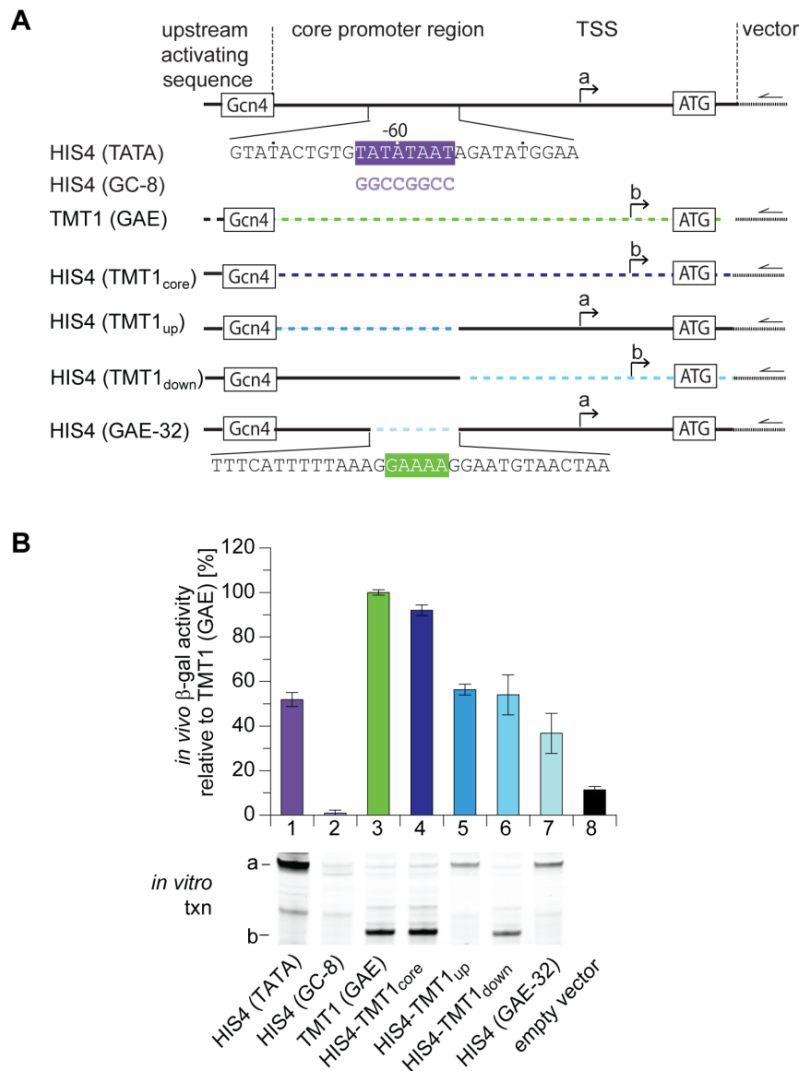 A
upstream activating sequence
core promoter region
TSS
vector
Gcn4
a
ATG
-60
HIS4 (TATA)
GTATACTGTGTATATAATAGATATGGAA
HIS4 (GC-8)
GGCCGGCC
TMT1 (GAE)
Gcn4
b
ATG
HIS4 (TMT1core)
Gcn4
b
ATG
HIS4 (TMT1up)
Gcn4
a
ATG
HIS4 (TMT1down)
Gcn4
b
ATG
HIS4 (GAE-32)
Gcn4
a
ATG
TTTCATTTTTAAAGGAAAAGGAATGTAACTAA
B
in vivo β-gal activity
relative to TMT1 (GAE) [%]
120
100
80
60
40
20
0
1 2 3 4 5 6 7 8
in vitro
txn
a
b
HIS4 (TATA)
HIS4 (GC-8)
TMT1 (GAE)
HIS4-TMT1core
HIS4-TMT1up
HIS4-TMT1down
HIS4 (GAE-32)
empty vector